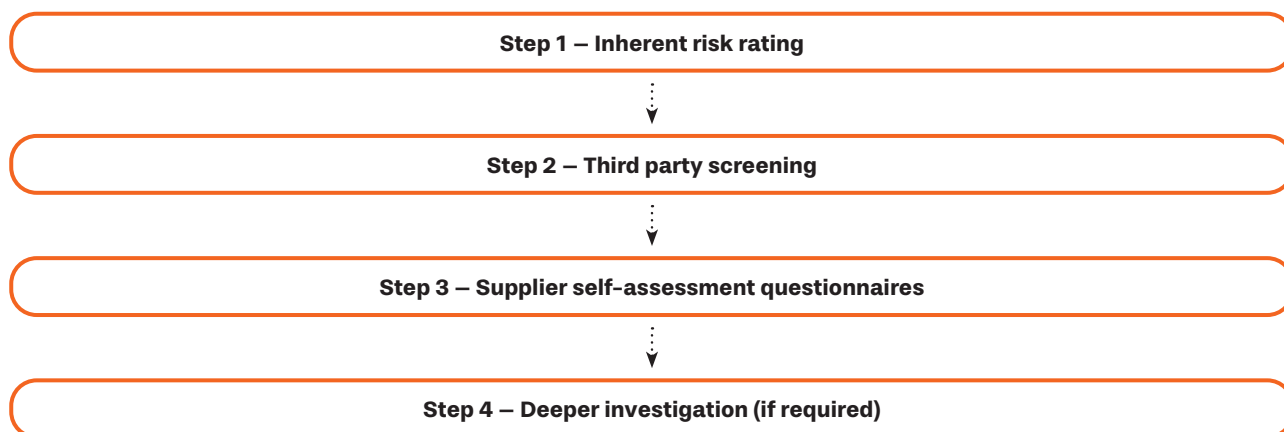 Step 1 – Inherent risk rating
Step 2 – Third party screening
Step 3 – Supplier self-assessment questionnaires
Step 4 – Deeper investigation (if required)